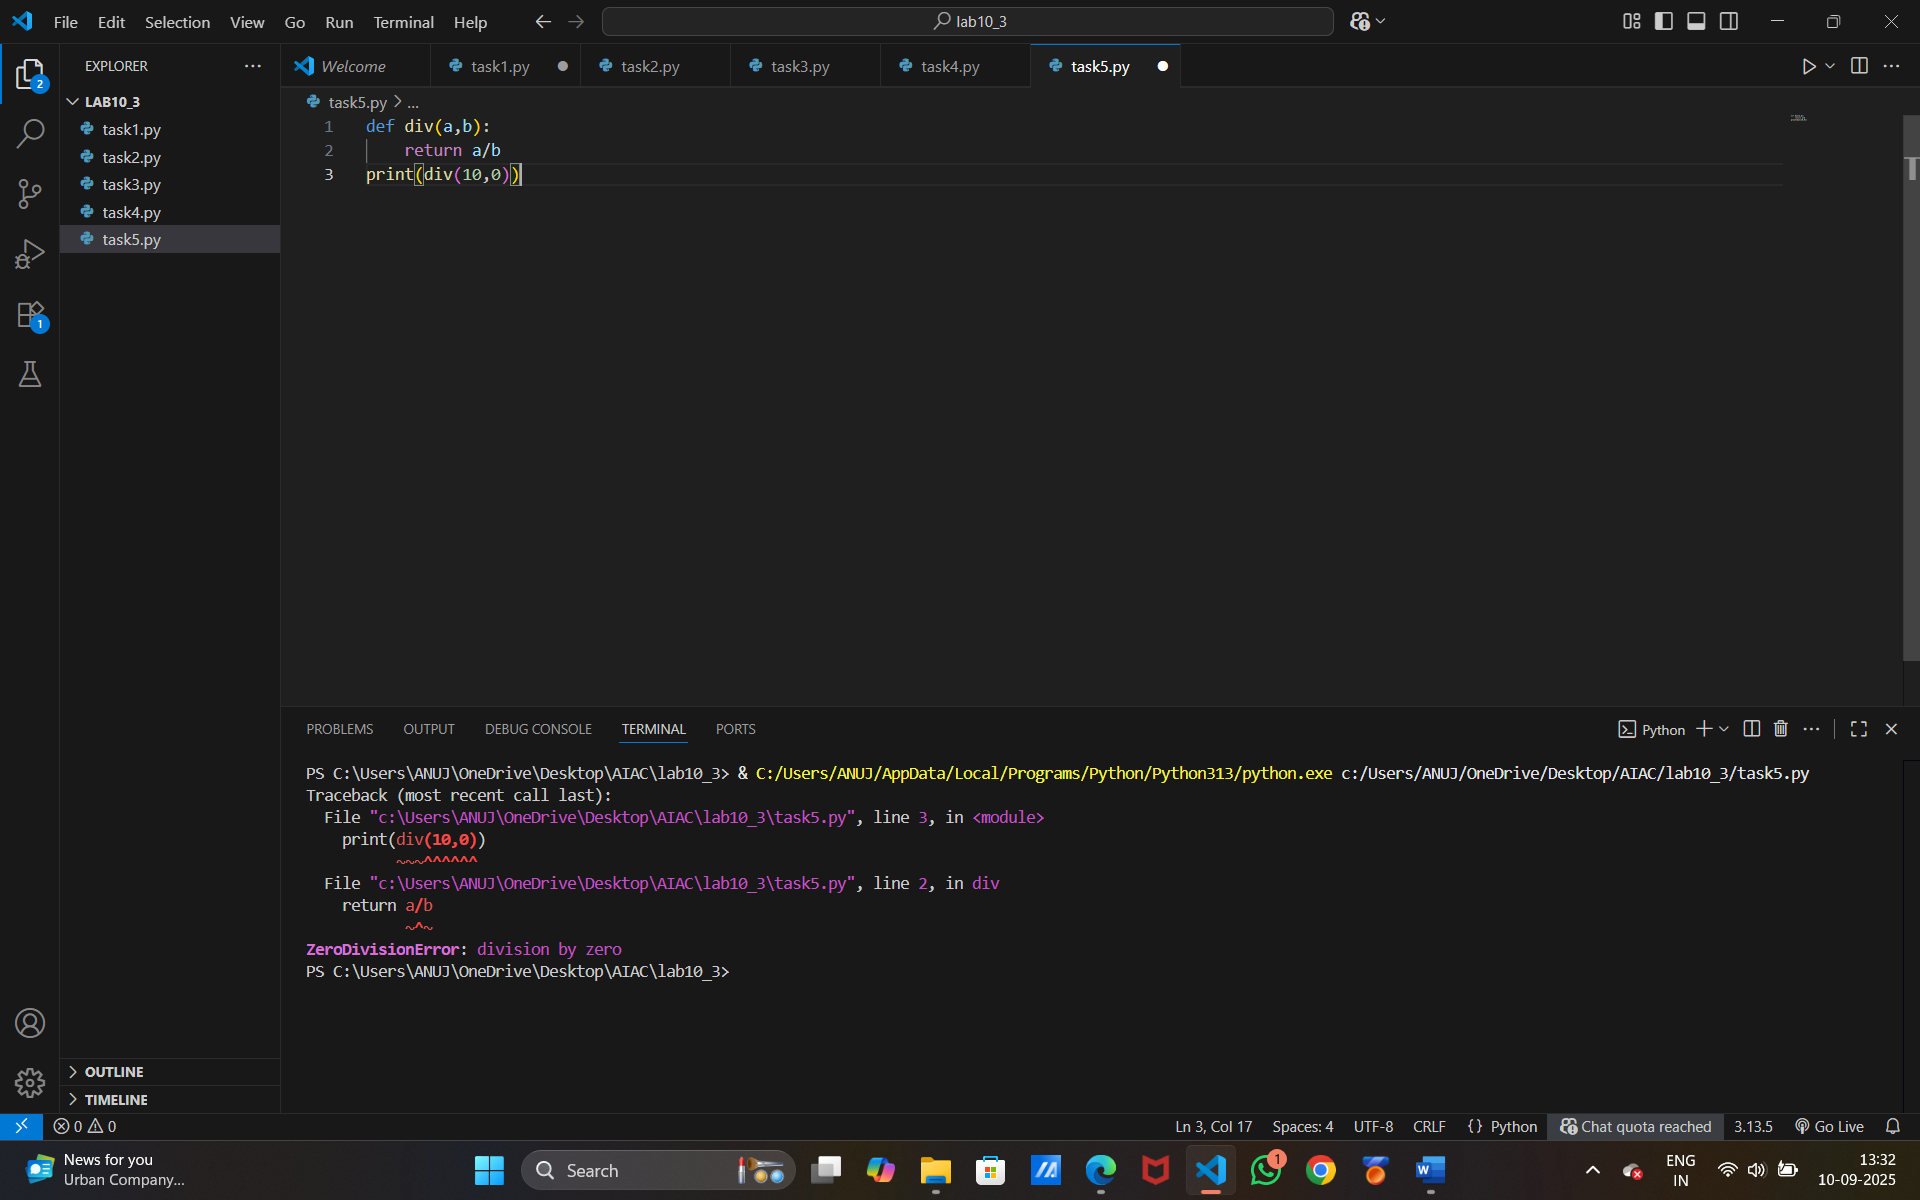 File Edit Selection View Go Run Terminal Help
lab10_3
EXPLORER
Welcome
task1.py
task2.py
task3.py
task4.py
task5.py
2
LAB10_3
task1.py
task2.py
task3.py
task4.py
task5.py
1
task5.py > ...
1 def div(a,b):
2 return a/b
3 print(div(10,0))
PROBLEMS OUTPUT DEBUG CONSOLE TERMINAL PORTS
Python
PS C:\Users\ANUJ\OneDrive\Desktop\AIAC\lab10_3> & C:/Users/ANUJ/AppData/Local/Programs/Python/Python313/python.exe c:/Users/ANUJ/OneDrive/Desktop/AIAC/lab10_3/task5.py
Traceback (most recent call last):
File "c:\Users\ANUJ\OneDrive\Desktop\AIAC\lab10_3\task5.py", line 3, in <module>
print(div(10,0))
~~~^^^^^^
File "c:\Users\ANUJ\OneDrive\Desktop\AIAC\lab10_3\task5.py", line 2, in div
return a/b
~^~
ZeroDivisionError: division by zero
PS C:\Users\ANUJ\OneDrive\Desktop\AIAC\lab10_3>
OUTLINE
TIMELINE
0 0
Ln 3, Col 17 Spaces: 4 UTF-8 CRLF {} Python Chat quota reached 3.13.5 Go Live
News for you
Urban Company...
Search
1
ENG
IN
13:32
10-09-2025